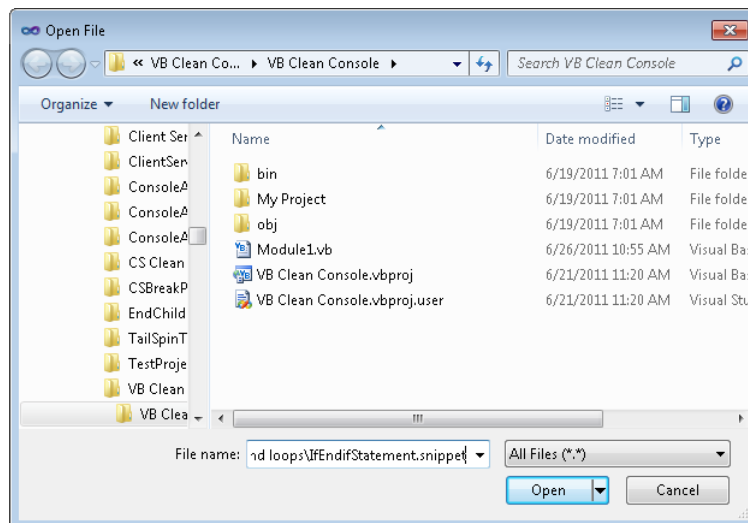 Open File
« VB Clean Co... VB Clean Console Search VB Clean Console
Organize New folder
Name Date modified Type
Client Ser
ClientSer
ConsoleA
ConsoleA
ConsoleA
CS Clean
CSBreakP
EndChild
TailSpinT
TestProje
VB Clean
VB Clea
bin 6/19/2011 7:01 AM File folde
My Project 6/19/2011 7:01 AM File folde
obj 6/19/2011 7:01 AM File folde
Module1.vb 6/26/2011 10:55 AM Visual Ba
VB Clean Console.vbproj 6/21/2011 11:20 AM Visual Ba
VB Clean Console.vbproj.user 6/21/2011 11:20 AM Visual Stu
File name: nd loops\IfEndifStatement.snippet All Files (*.*)
Open Cancel